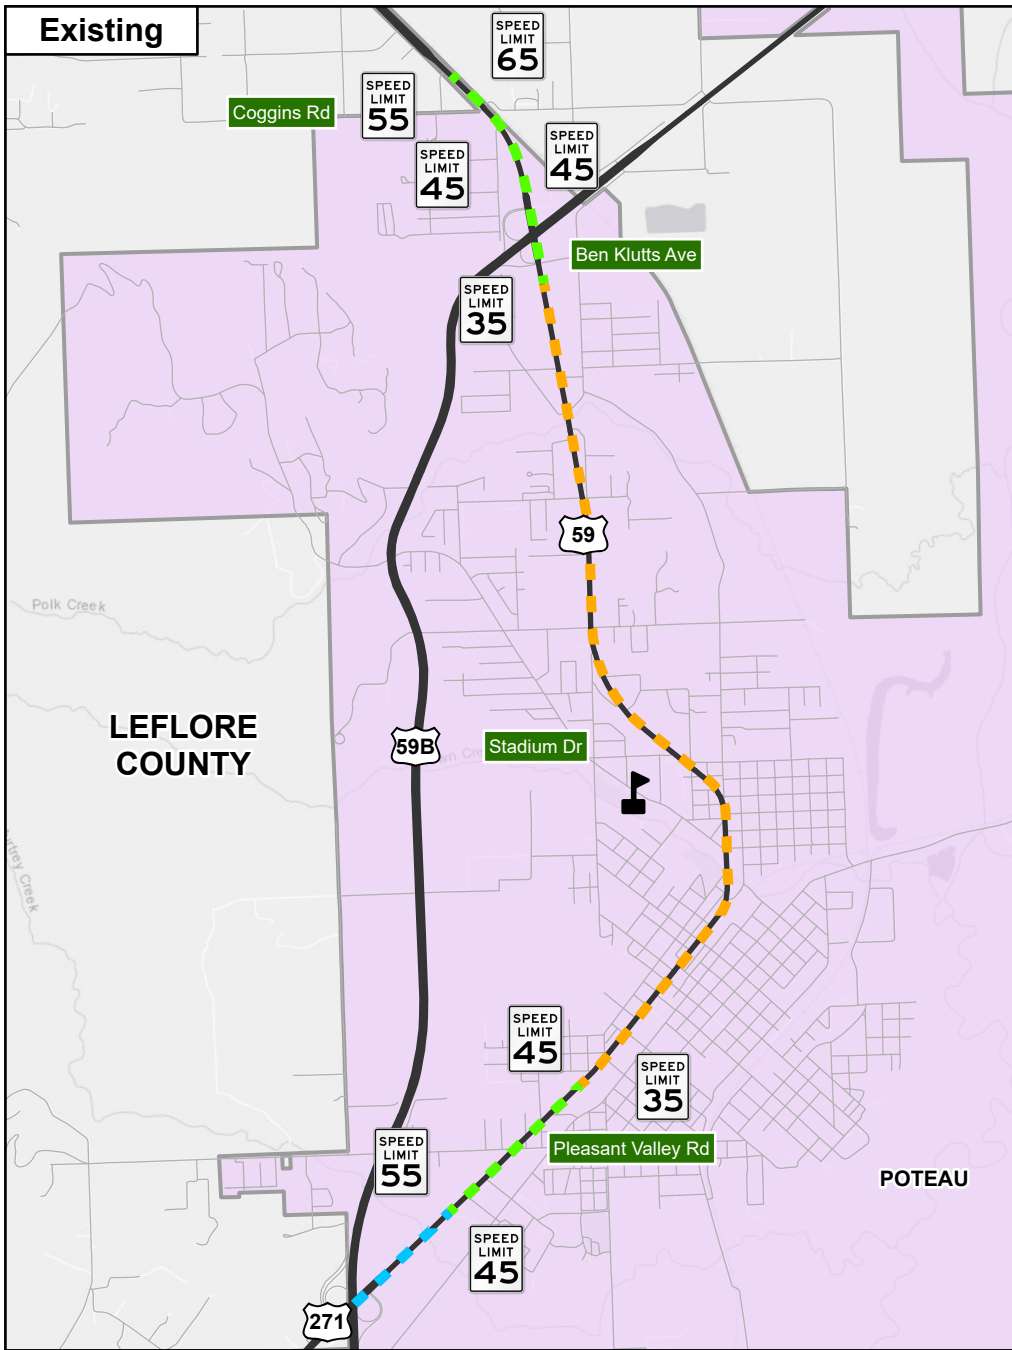 Existing
SPEED
LIMIT
65
SPEED
LIMIT
55
Coggins Rd
SPEED
LIMIT
45
SPEED
LIMIT
45
Ben Klutts Ave
SPEED
LIMIT
35
59
Polk Creek
LEFLORE
COUNTY
59B
Stadium Dr
Creek
SPEED
LIMIT
45
SPEED
LIMIT
35
Pleasant Valley Rd
SPEED
LIMIT
55
POTEAU
SPEED
LIMIT
45
271